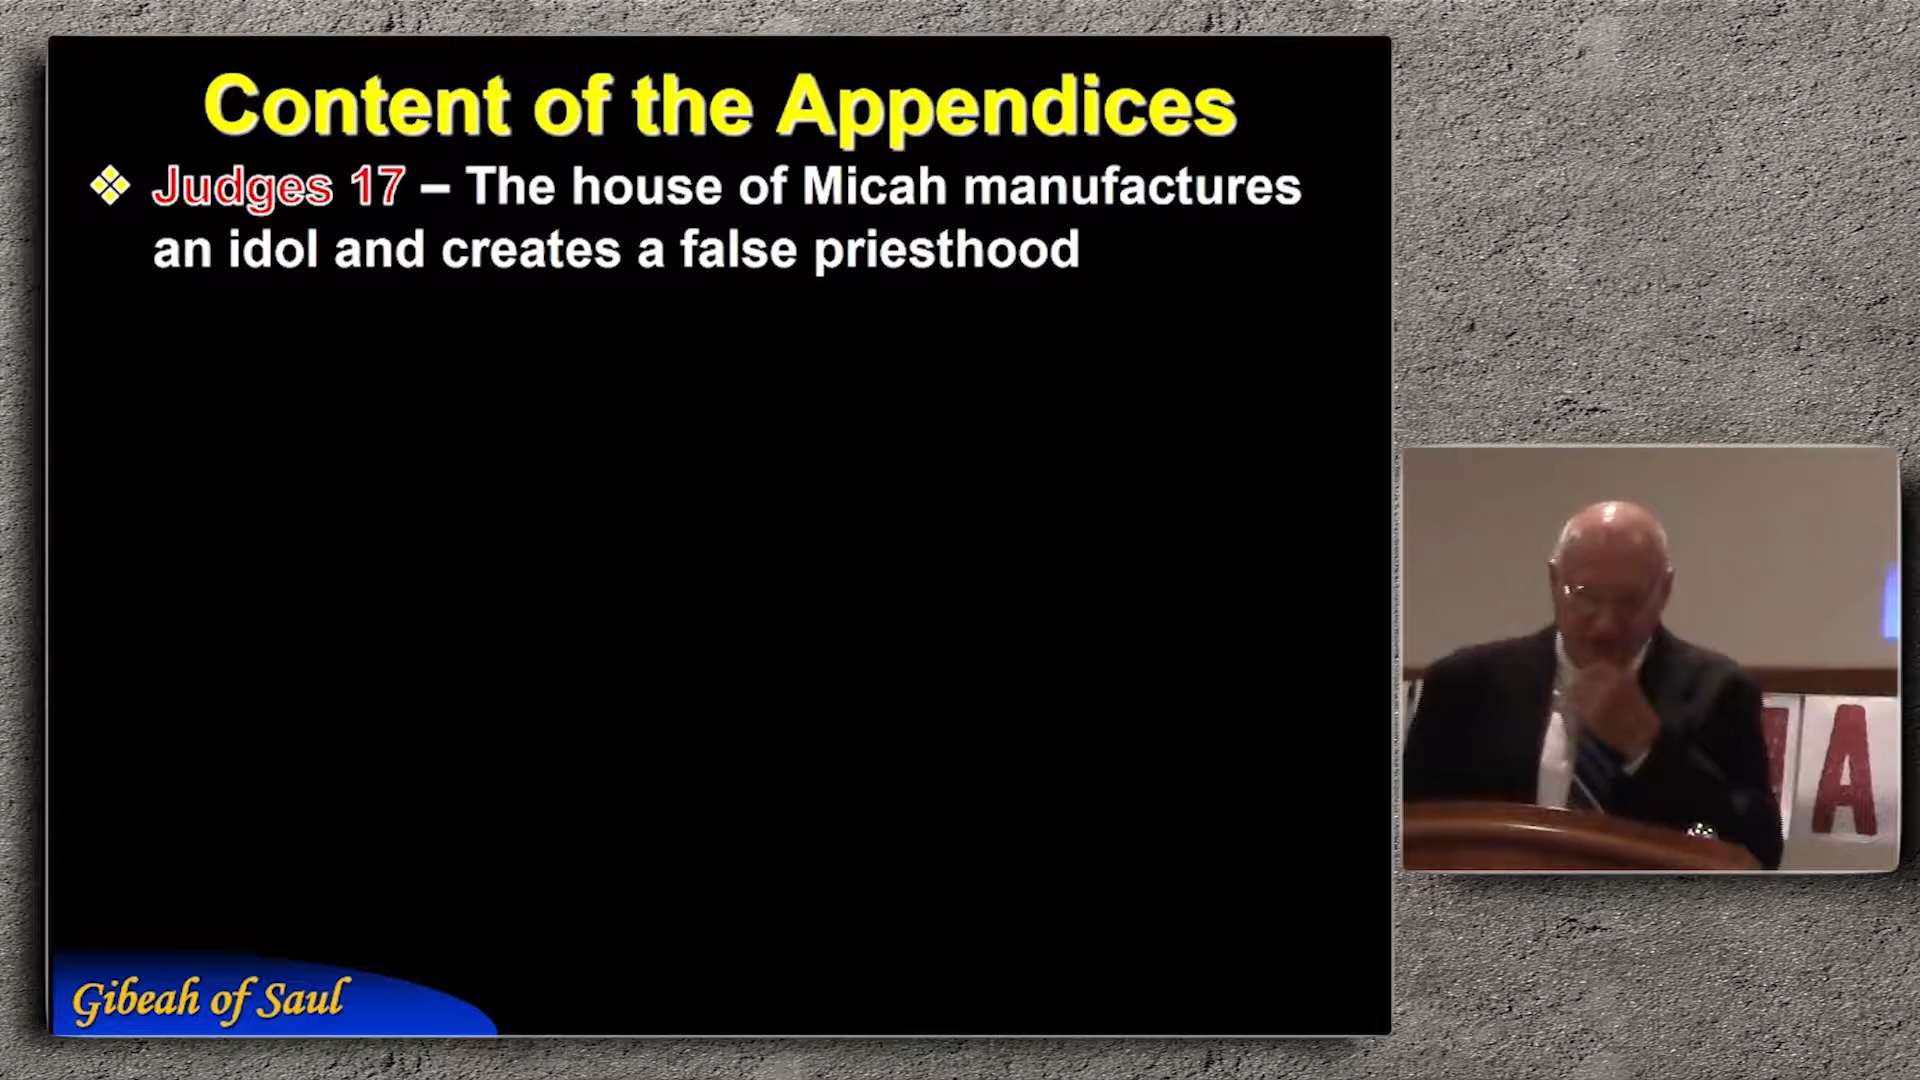 Content of the Appendices
Judges 17 – The house of Micah manufactures
an idol and creates a false priesthood
Gibeah of Saul
A